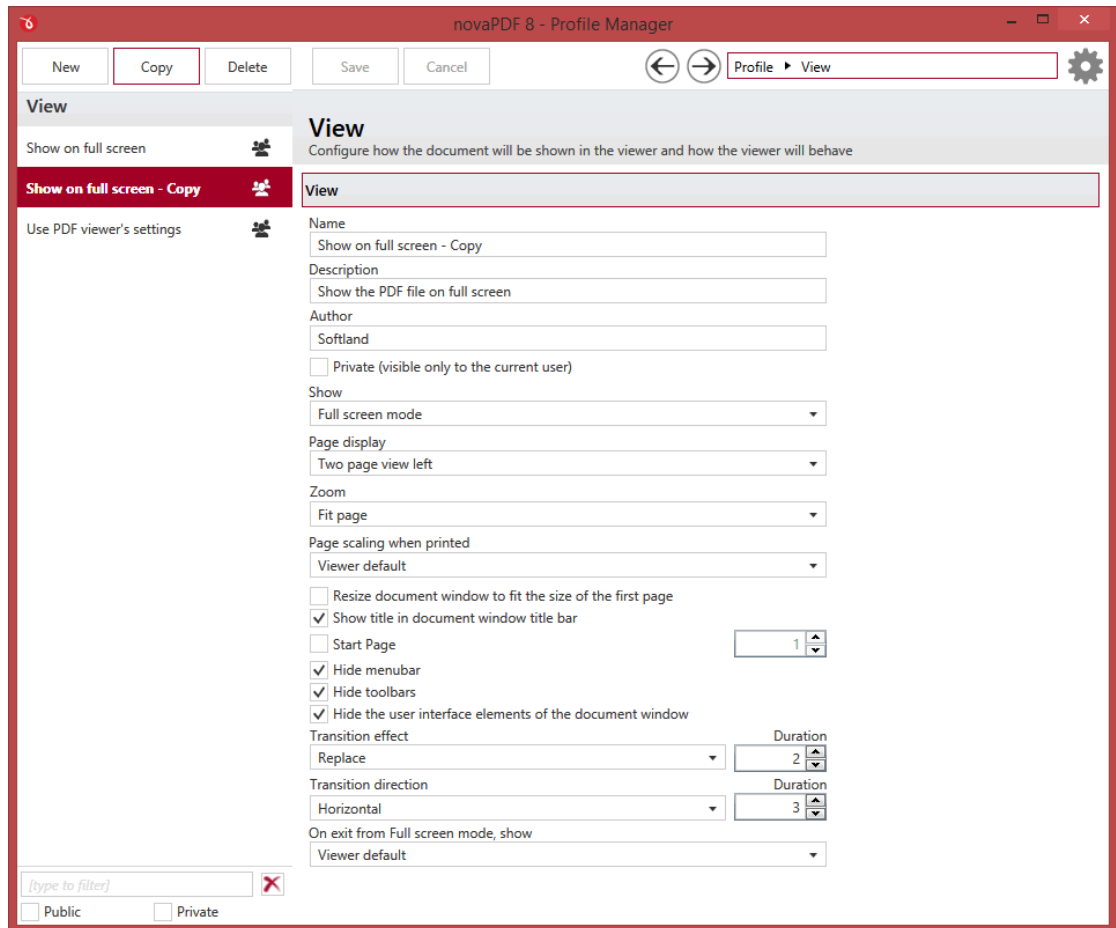 novaPDF 8 - Profile Manager
New Copy Delete Save Cancel Profile View
View
Show on full screen
Show on full screen - Copy
Use PDF viewer's settings
[type to filter]
Public Private
View
Configure how the document will be shown in the viewer and how the viewer will behave
View
Name
Show on full screen - Copy
Description
Show the PDF file on full screen
Author
Softland
Private (visible only to the current user)
Show
Full screen mode
Page display
Two page view left
Zoom
Fit page
Page scaling when printed
Viewer default
Resize document window to fit the size of the first page
Show title in document window title bar
Start Page 1
Hide menubar
Hide toolbars
Hide the user interface elements of the document window
Transition effect Duration
Replace 2
Transition direction Duration
Horizontal 3
On exit from Full screen mode, show
Viewer default